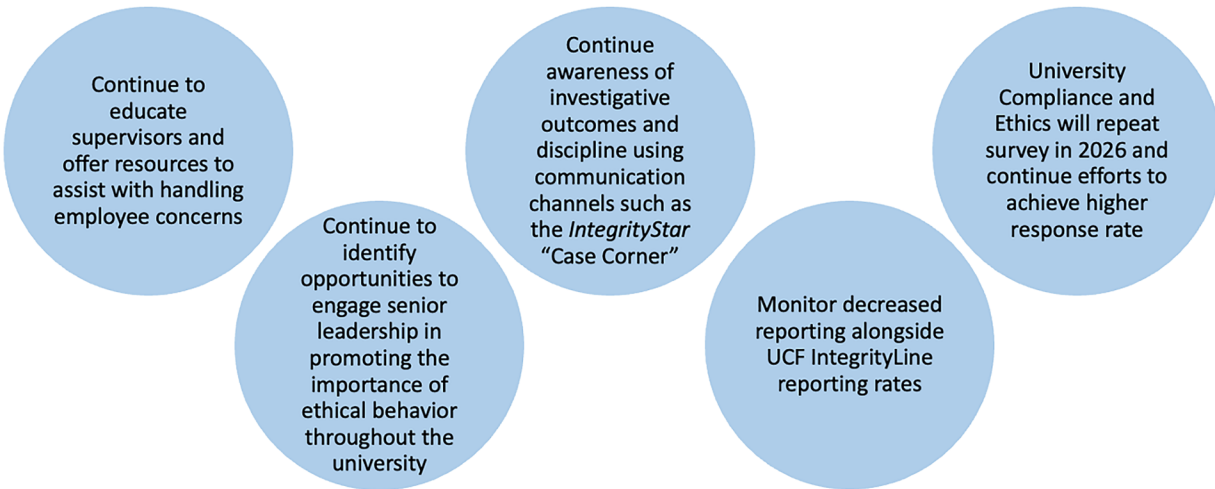 Continue to
educate
supervisors and
offer resources to
assist with handling
employee concerns
Continue to
identify
opportunities to
engage senior
leadership in
promoting the
importance of
ethical behavior
throughout the
university
Continue
awareness of
investigative
outcomes and
discipline using
communication
channels such as
the IntegrityStar
“Case Corner”
Monitor decreased
reporting alongside
UCF IntegrityLine
reporting rates
University
Compliance and
Ethics will repeat
survey in 2026 and
continue efforts to
achieve higher
response rate